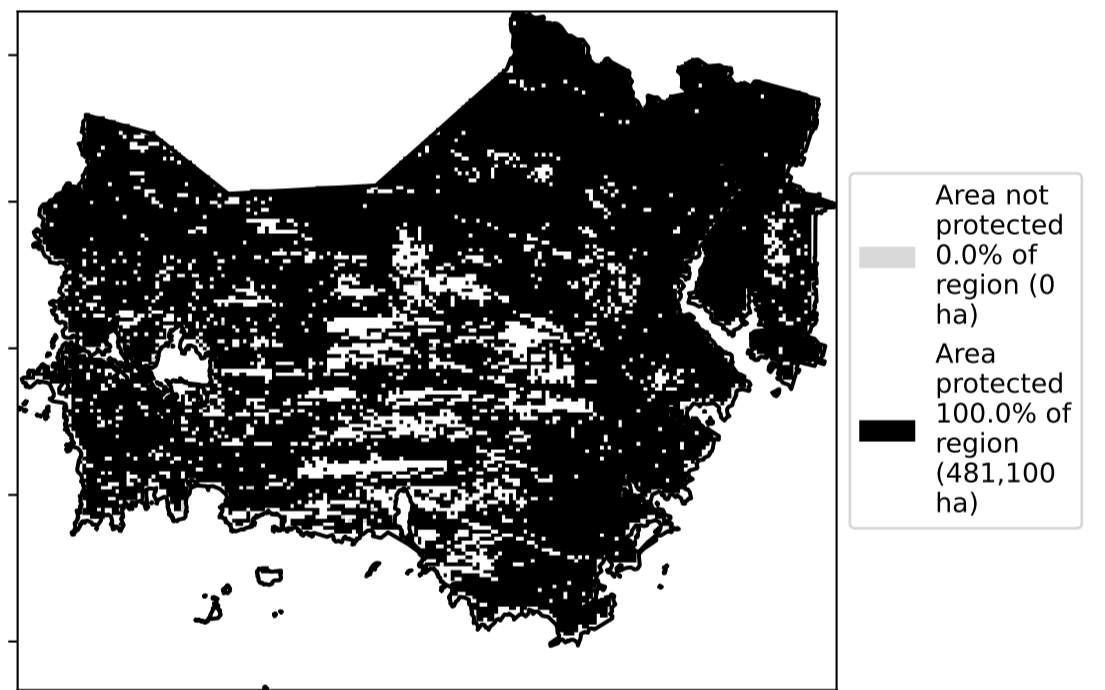 Area not
protected
0.0% of
region (0
ha)
Area
protected
100.0% of
region
(481,100
ha)